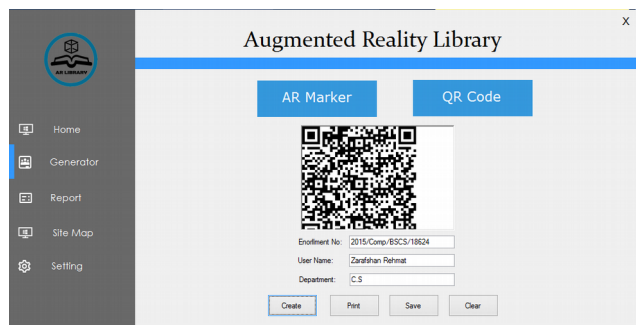 X
Augmented Reality Library
AR LIBRARY
AR Marker QR Code
Home
Generator
Report
Site Map
Setting
Enorllment No: 2015/Comp/BSCS/18624
User Name: Zarafshan Rehmat
Department: C.S
Create Print Save Clear